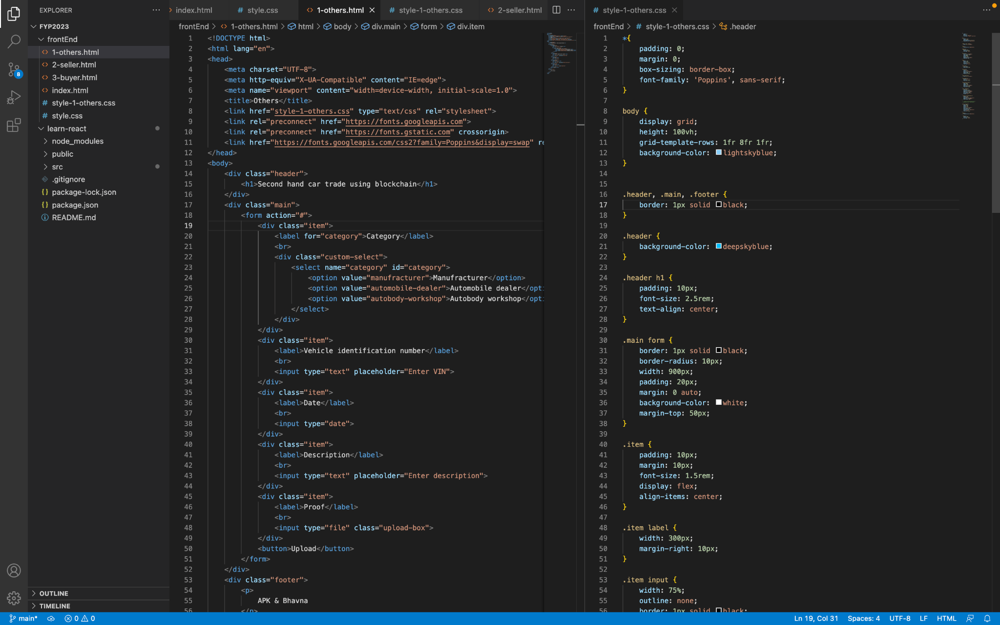 EXPLORER
FYP2023
frontEnd
1-others.html
2-seller.html
3-buyer.html
index.html
style-1-others.css
style.css
learn-react
node_modules
public
src
.gitignore
package-lock.json
package.json
README.md
OUTLINE
TIMELINE
8
index.html
style.css
1-others.html
style-1-others.css
2-seller.html
frontEnd > 1-others.html > html > body > div.main > form > div.item
1 <!DOCTYPE html>
2 <html lang="en">
3 <head>
4 <meta charset="UTF-8">
5 <meta http-equiv="X-UA-Compatible" content="IE=edge">
6 <meta name="viewport" content="width=device-width, initial-scale=1.0">
7 <title>Others</title>
8 <link href="style-1-others.css" type="text/css" rel="stylesheet">
9 <link rel="preconnect" href="https://fonts.googleapis.com">
10 <link rel="preconnect" href="https://fonts.gstatic.com" crossorigin>
11 <link href="https://fonts.googleapis.com/css2?family=Poppins&display=swap" re
12 </head>
13 <body>
14 <div class="header">
15 <h1>Second hand car trade using blockchain</h1>
16 </div>
17 <div class="main">
18 <form action="#">
19 <div class="item">
20 <label for="category">Category</label>
21 <br>
22 <div class="custom-select">
23 <select name="category" id="category">
24 <option value="manufracturer">Manufracturer</option>
25 <option value="automobile-dealer">Automobile dealer</opti
26 <option value="autobody-workshop">Autobody workshop</opti
27 </select>
28 </div>
29 </div>
30 <div class="item">
31 <label>Vehicle identification number</label>
32 <br>
33 <input type="text" placeholder="Enter VIN">
34 </div>
35 <div class="item">
36 <label>Date</label>
37 <br>
38 <input type="date">
39 </div>
40 <div class="item">
41 <label>Description</label>
42 <br>
43 <input type="text" placeholder="Enter description">
44 </div>
45 <div class="item">
46 <label>Proof</label>
47 <br>
48 <input type="file" class="upload-box">
49 </div>
50 <button>Upload</button>
51 </form>
52 </div>
53 <div class="footer">
54 <p>
55 APK & Bhavna
56 </p>
style-1-others.css
frontEnd > style-1-others.css > .header
1 *{
2 padding: 0;
3 margin: 0;
4 box-sizing: border-box;
5 font-family: 'Poppins', sans-serif;
6 }
7
8 body {
9 display: grid;
10 height: 100vh;
11 grid-template-rows: 1fr 8fr 1fr;
12 background-color: lightskyblue;
13 }
14
15
16 .header, .main, .footer {
17 border: 1px solid black;
18 }
19
20 .header {
21 background-color: deepskyblue;
22 }
23
24 .header h1 {
25 padding: 10px;
26 font-size: 2.5rem;
27 text-align: center;
28 }
29
30 .main form {
31 border: 1px solid black;
32 border-radius: 10px;
33 width: 900px;
34 padding: 20px;
35 margin: 0 auto;
36 background-color: white;
37 margin-top: 50px;
38 }
39
40 .item {
41 padding: 10px;
42 margin: 10px;
43 font-size: 1.5rem;
44 display: flex;
45 align-items: center;
46 }
47
48 .item label {
49 width: 300px;
50 margin-right: 10px;
51 }
52
53 .item input {
54 width: 75%;
55 outline: none;
56 border: 1px solid black;
main* 0 0 Ln 19, Col 31 Spaces: 4 UTF-8 LF HTML